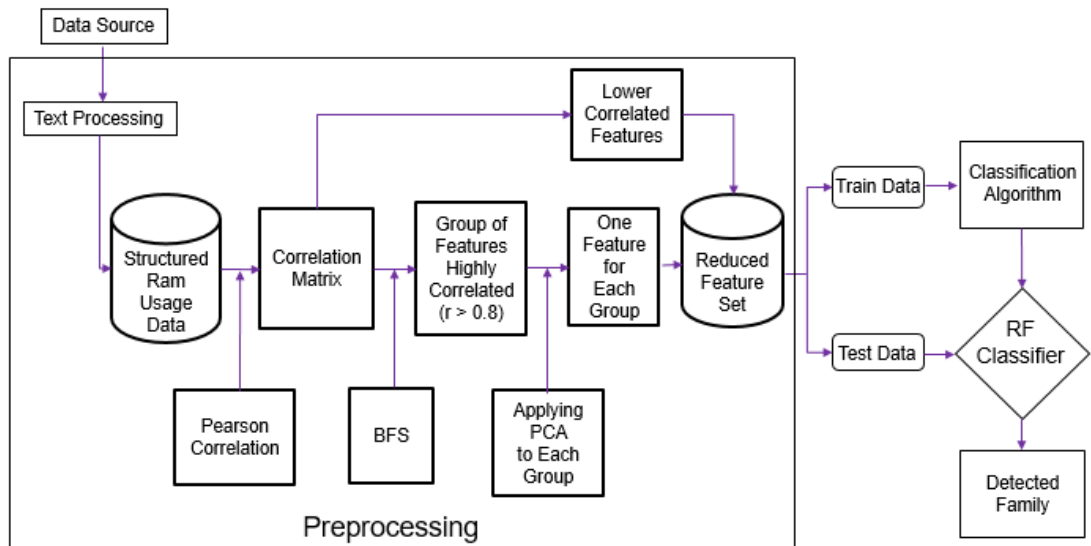 Data Source
Text Processing
Lower
Correlated
Features
Structured
Ram
Usage
Data
Correlation
Matrix
Group of
Features
Highly
Correlated
(r > 0.8)
One
Feature
for
Each
Group
Reduced
Feature
Set
Pearson
Correlation
BFS
Applying
PCA
to Each
Group
Preprocessing
Train Data
Classification
Algorithm
Test Data
RF
Classifier
Detected
Family